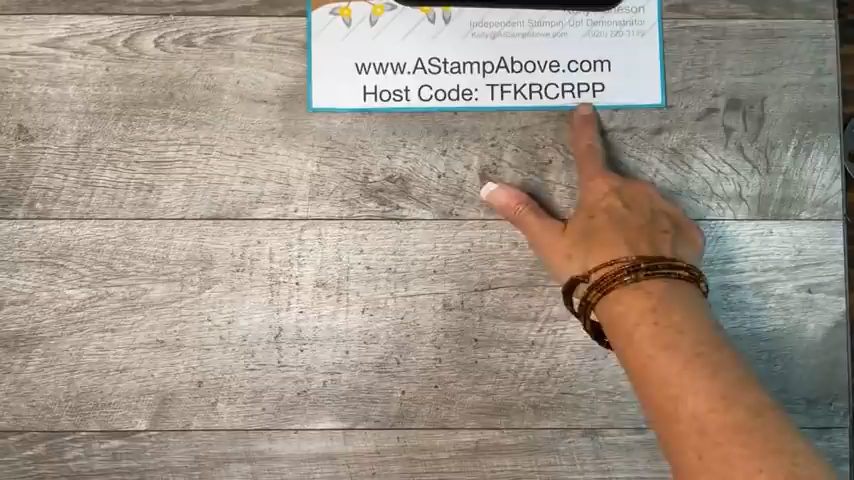 Independent Stampin' Up! Demonstrator
www.AStampAbove.com
Host Code: TFKRCRPP